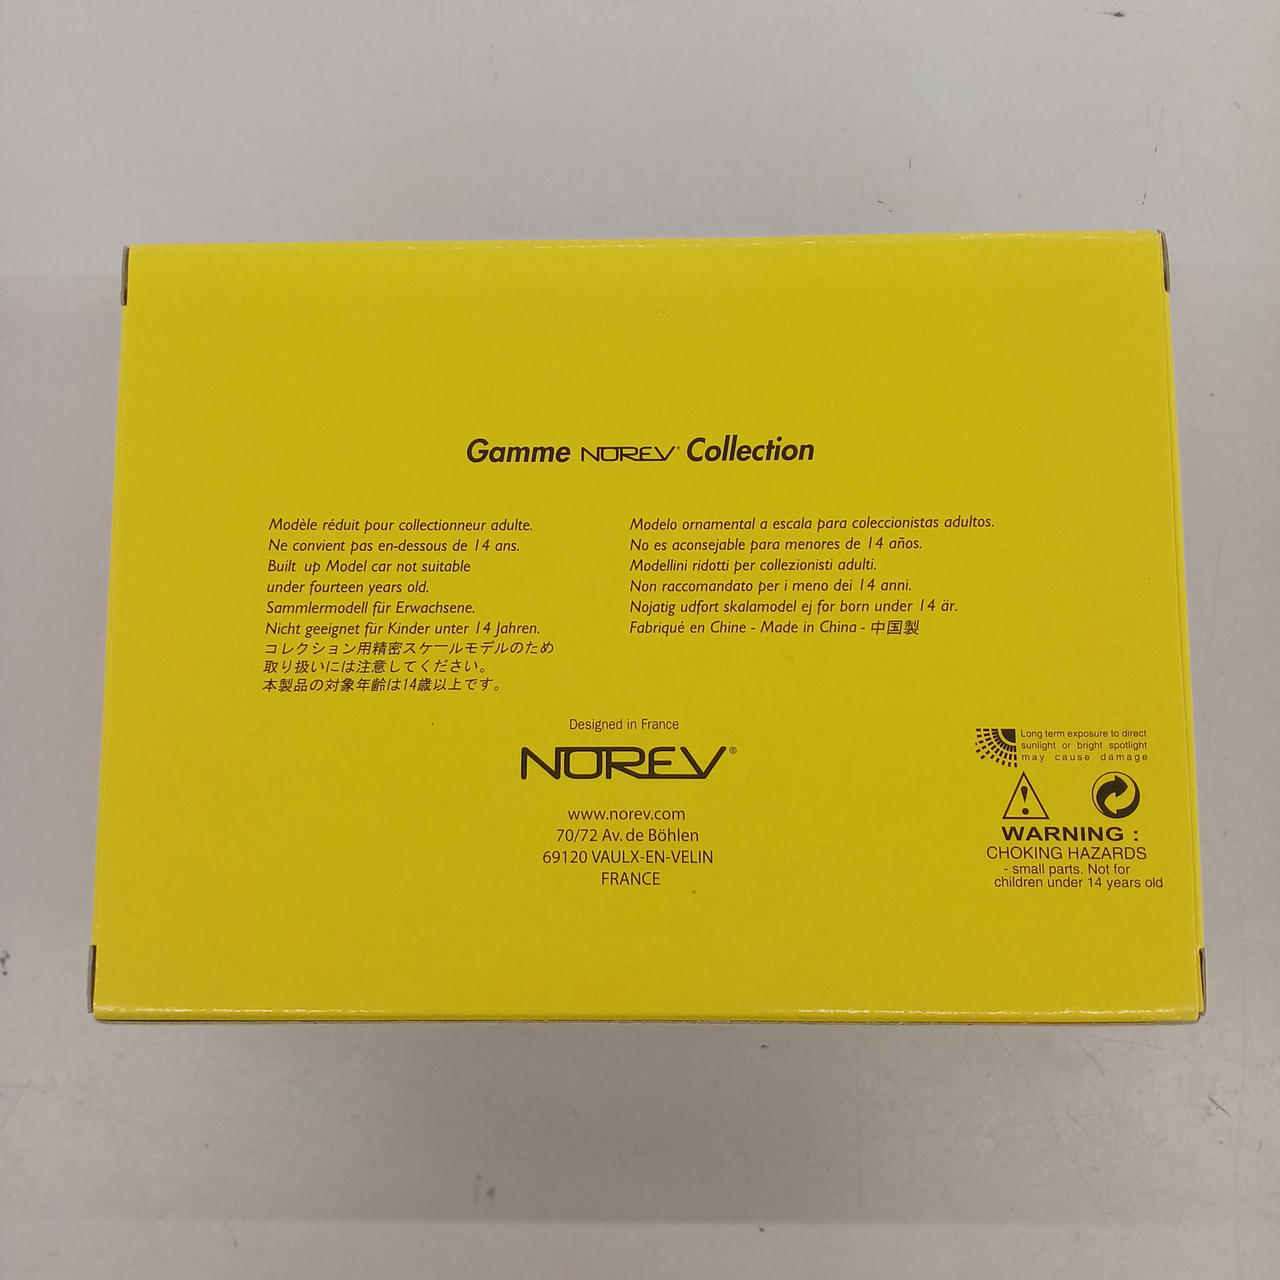 Gamme NOREV® Collection
Modèle réduit pour collectionneur adulte.
Ne convient pas en-dessous de 14 ans.
Built up Model car not suitable
under fourteen years old.
Sammlermodell für Erwachsene.
Nicht geeignet für Kinder unter 14 Jahren.
コレクション用精密スケールモデルのため
取り扱いには注意してください。
本製品の対象年齢は14歳以上です。
Modelo ornamental a escala para coleccionistas adultos.
No es aconsejable para menores de 14 años.
Modellini ridotti per collezionisti adulti.
Non raccomandato per i meno dei 14 anni.
Nojatig udfort skalamodel ej for born under 14 är.
Fabriqué en Chine - Made in China - 中国製
Designed in France
NOREV®
www.norev.com
70/72 Av. de Böhlen
69120 VAULX-EN-VELIN
FRANCE
Long term exposure to direct
sunlight or bright spotlight
may cause damage
WARNING :
CHOKING HAZARDS
- small parts. Not for
children under 14 years old